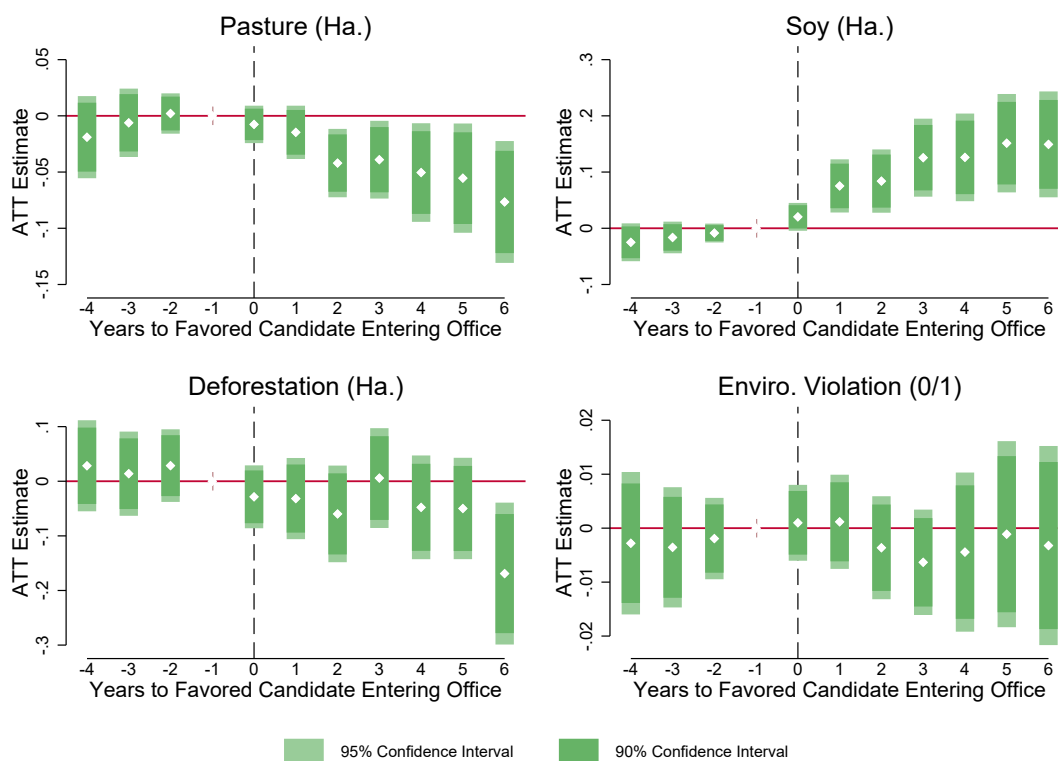 Pasture (Ha.)
ATT Estimate
.05
0
-.05
-.1
-.15
-4 -3 -2 -1 0 1 2 3 4 5 6
Years to Favored Candidate Entering Office
Soy (Ha.)
ATT Estimate
.3
.2
.1
0
-.1
-4 -3 -2 -1 0 1 2 3 4 5 6
Years to Favored Candidate Entering Office
Deforestation (Ha.)
ATT Estimate
.1
0
-.1
-.2
-.3
-4 -3 -2 -1 0 1 2 3 4 5 6
Years to Favored Candidate Entering Office
Enviro. Violation (0/1)
ATT Estimate
.02
.01
0
-.01
-.02
-4 -3 -2 -1 0 1 2 3 4 5 6
Years to Favored Candidate Entering Office
95% Confidence Interval
90% Confidence Interval